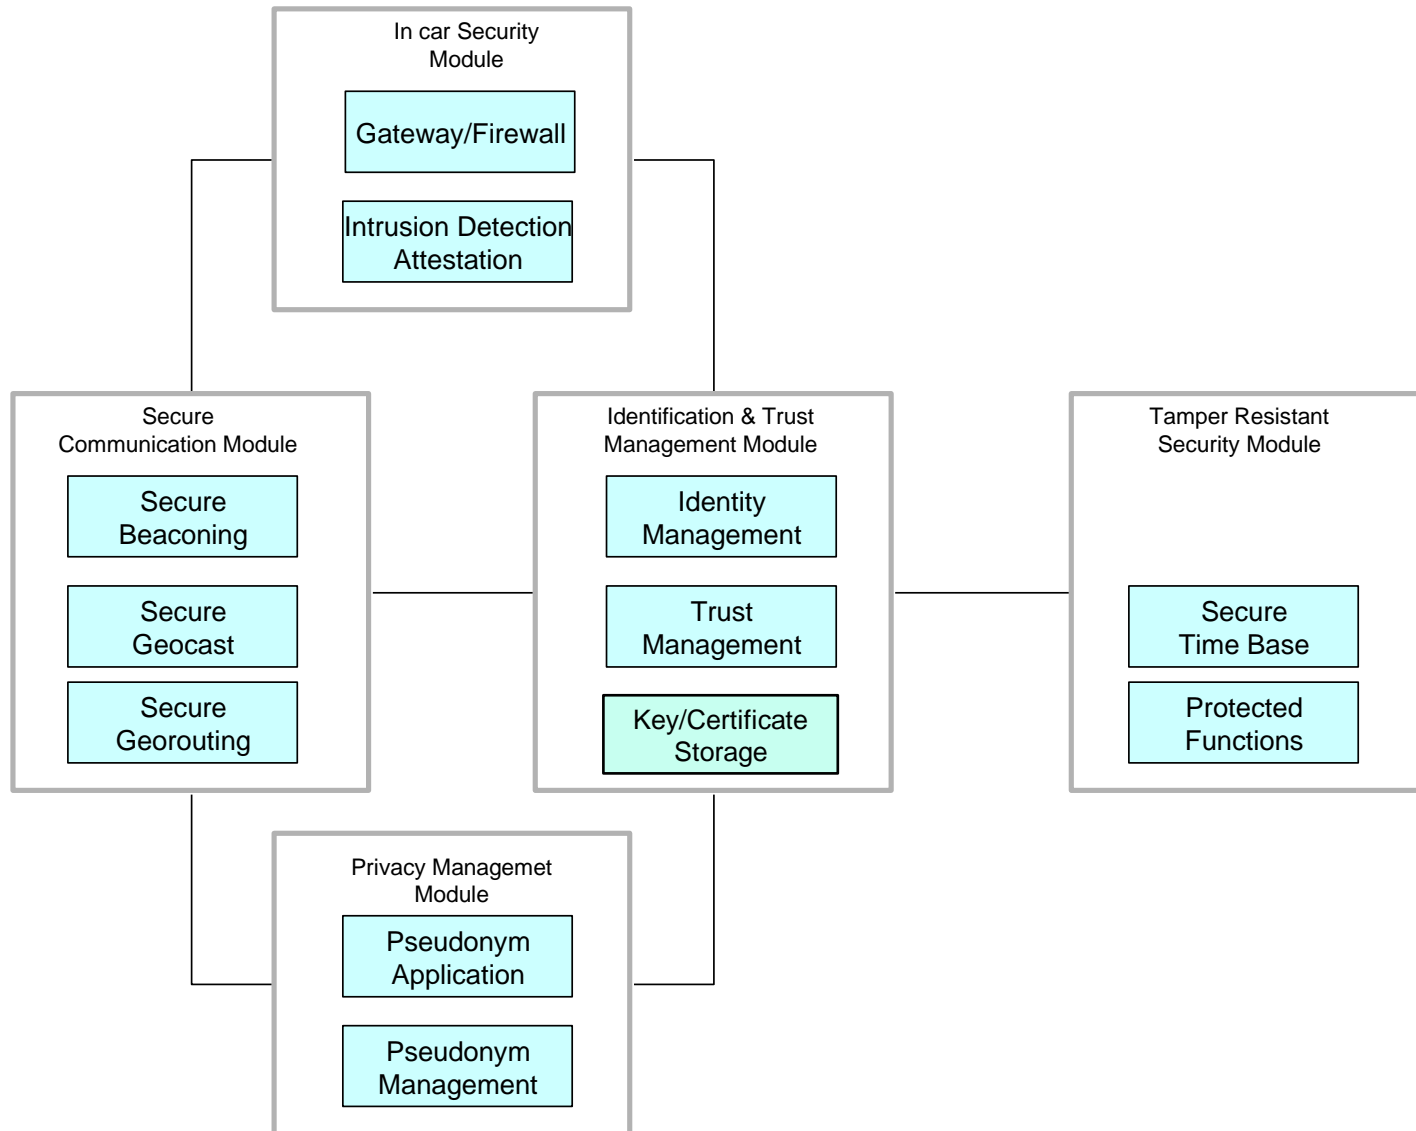 In car Security
Module
Gateway/Firewall
Intrusion Detection
Attestation
Secure
Communication Module
Secure
Beaconing
Secure
Geocast
Secure
Georouting
Identification & Trust
Management Module
Identity
Management
Trust
Management
Key/Certificate
Storage
Tamper Resistant
Security Module
Secure
Time Base
Protected
Functions
Privacy Managemet
Module
Pseudonym
Application
Pseudonym
Management